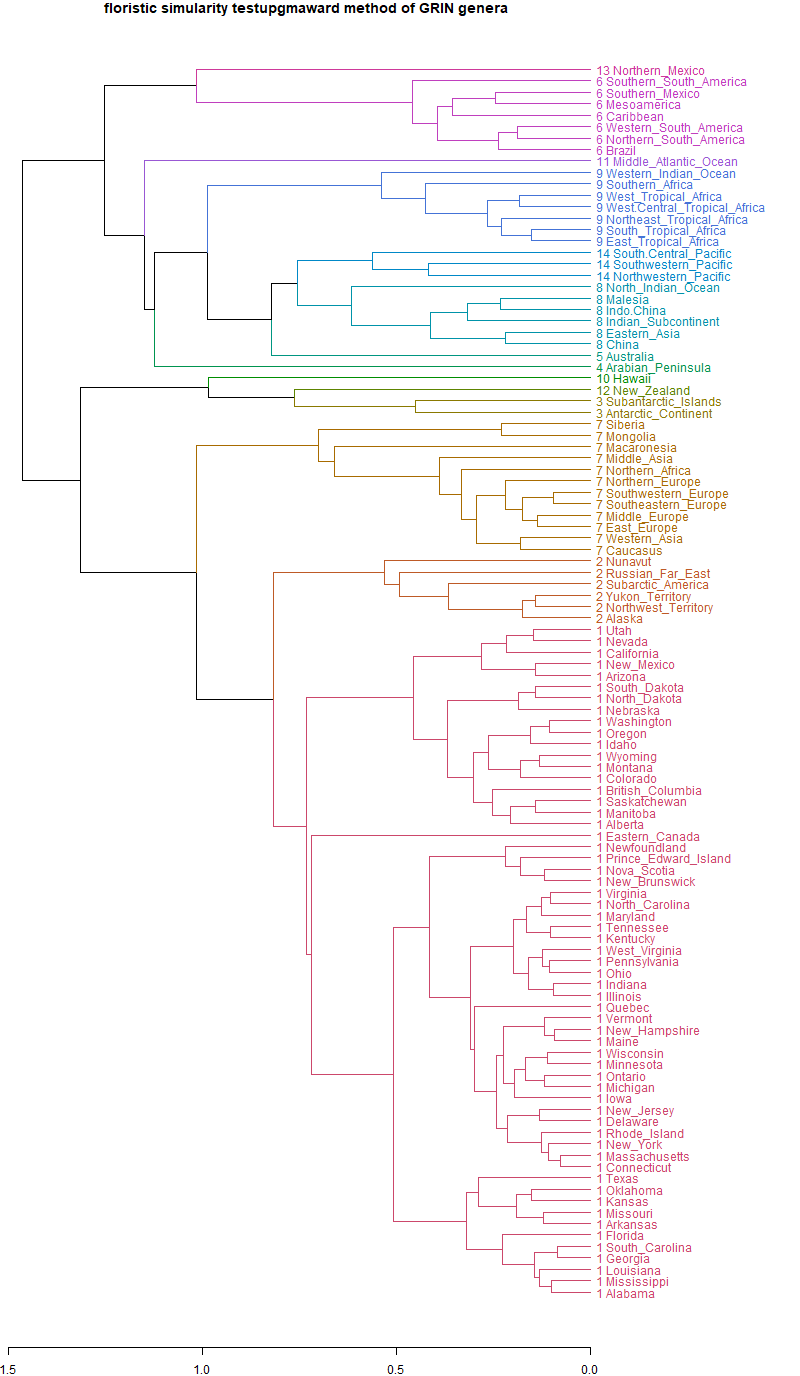 floristic simularity testupgmaward method of GRIN genera
13 Northern_Mexico
6 Southern_South_America
6 Southern_Mexico
6 Mesoamerica
6 Caribbean
6 Western_South_America
6 Northern_South_America
6 Brazil
11 Middle_Atlantic_Ocean
9 Western_Indian_Ocean
9 Southern_Africa
9 West_Tropical_Africa
9 West.Central_Tropical_Africa
9 Northeast_Tropical_Africa
9 South_Tropical_Africa
9 East_Tropical_Africa
14 South.Central_Pacific
14 Southwestern_Pacific
14 Northwestern_Pacific
8 North_Indian_Ocean
8 Malesia
8 Indo.China
8 Indian_Subcontinent
8 Eastern_Asia
8 China
5 Australia
4 Arabian_Peninsula
10 Hawaii
12 New_Zealand
3 Subantarctic_Islands
3 Antarctic_Continent
7 Siberia
7 Mongolia
7 Macaronesia
7 Middle_Asia
7 Northern_Africa
7 Northern_Europe
7 Southwestern_Europe
7 Southeastern_Europe
7 Middle_Europe
7 East_Europe
7 Western_Asia
7 Caucasus
2 Nunavut
2 Russian_Far_East
2 Subarctic_America
2 Yukon_Territory
2 Northwest_Territory
2 Alaska
1 Utah
1 Nevada
1 California
1 New_Mexico
1 Arizona
1 South_Dakota
1 North_Dakota
1 Nebraska
1 Washington
1 Oregon
1 Idaho
1 Wyoming
1 Montana
1 Colorado
1 British_Columbia
1 Saskatchewan
1 Manitoba
1 Alberta
1 Eastern_Canada
1 Newfoundland
1 Prince_Edward_Island
1 Nova_Scotia
1 New_Brunswick
1 Virginia
1 North_Carolina
1 Maryland
1 Tennessee
1 Kentucky
1 West_Virginia
1 Pennsylvania
1 Ohio
1 Indiana
1 Illinois
1 Quebec
1 Vermont
1 New_Hampshire
1 Maine
1 Wisconsin
1 Minnesota
1 Ontario
1 Michigan
1 Iowa
1 New_Jersey
1 Delaware
1 Rhode_Island
1 New_York
1 Massachusetts
1 Connecticut
1 Texas
1 Oklahoma
1 Kansas
1 Missouri
1 Arkansas
1 Florida
1 South_Carolina
1 Georgia
1 Louisiana
1 Mississippi
1 Alabama
1.5 1.0 0.5 0.0